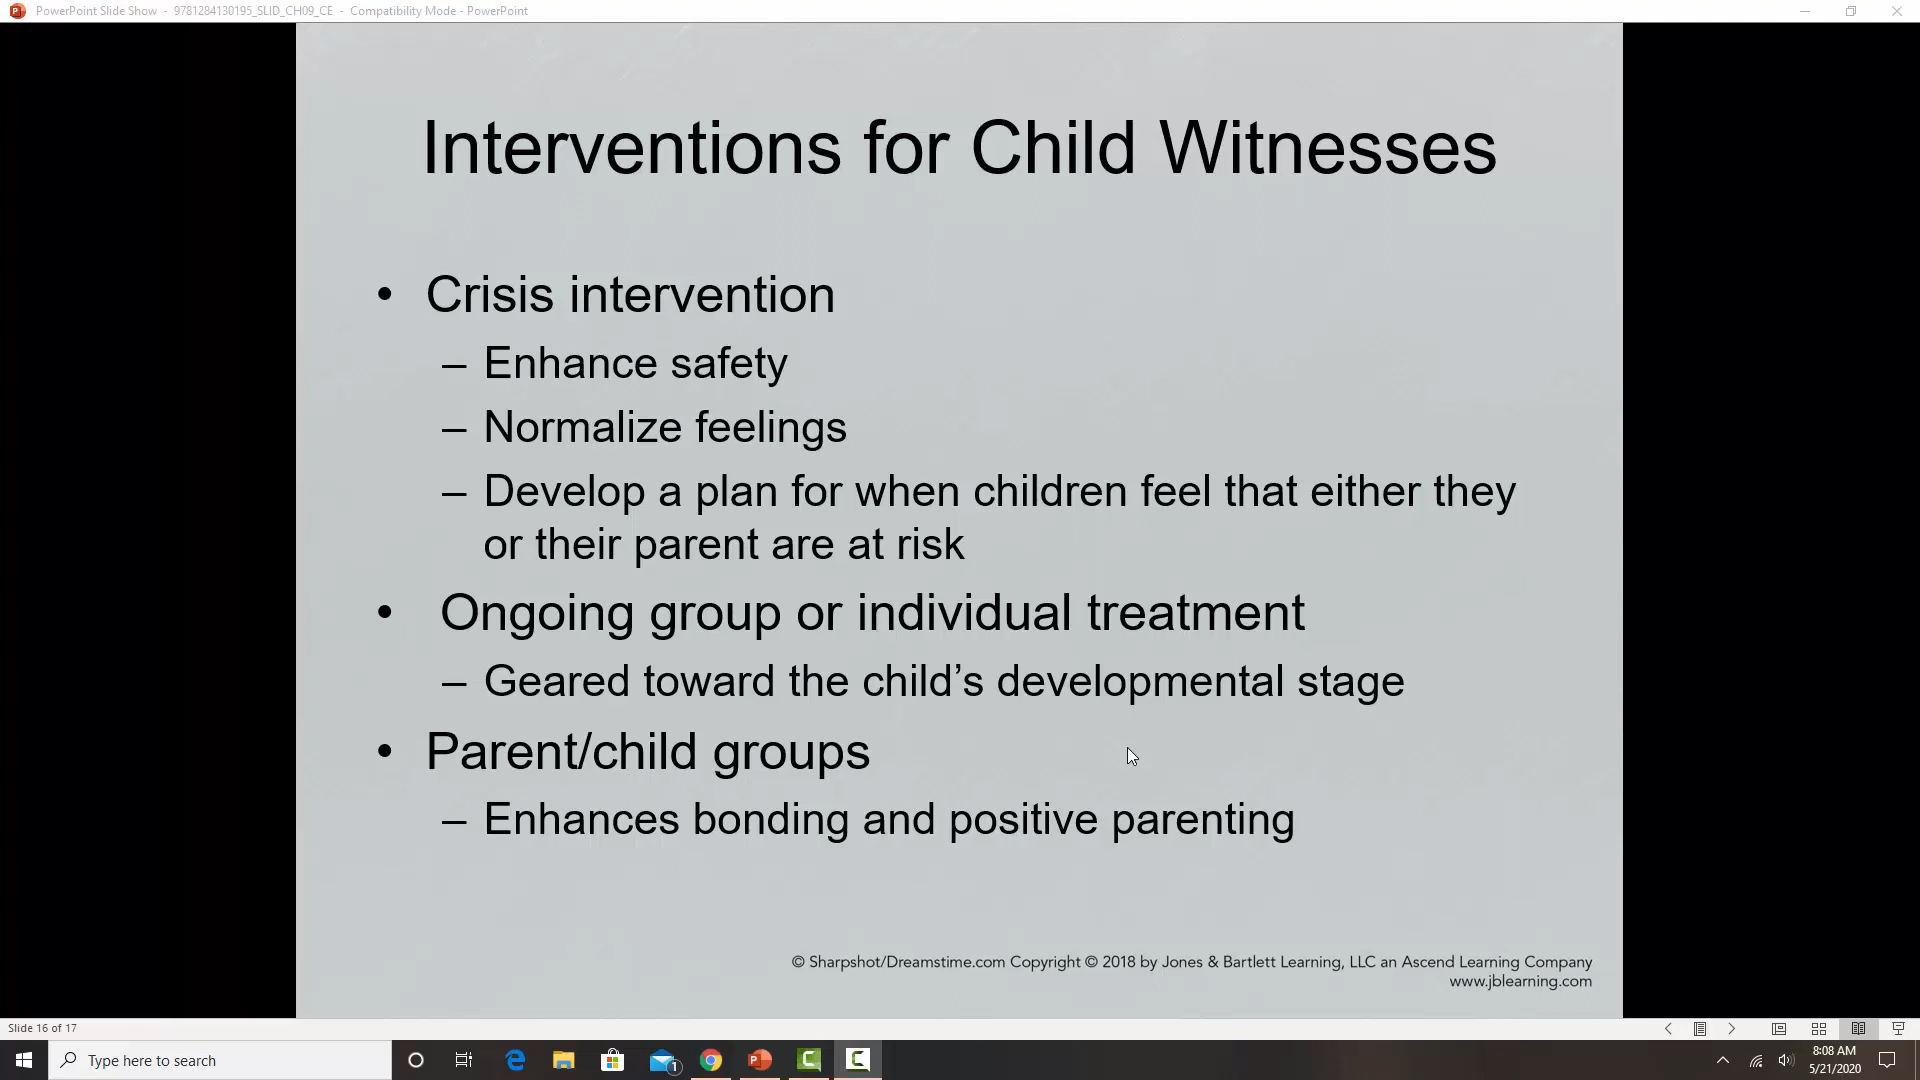 PowerPoint Slide Show - 9781284130195_SLID_CH09_CE - Compatibility Mode - PowerPoint
Interventions for Child Witnesses
• Crisis intervention
– Enhance safety
– Normalize feelings
– Develop a plan for when children feel that either they
or their parent are at risk
• Ongoing group or individual treatment
– Geared toward the child’s developmental stage
• Parent/child groups
– Enhances bonding and positive parenting
© Sharpshot/Dreamstime.com Copyright © 2018 by Jones & Bartlett Learning, LLC an Ascend Learning Company
www.jblearning.com
Slide 16 of 17
Type here to search
1
8:08 AM
5/21/2020